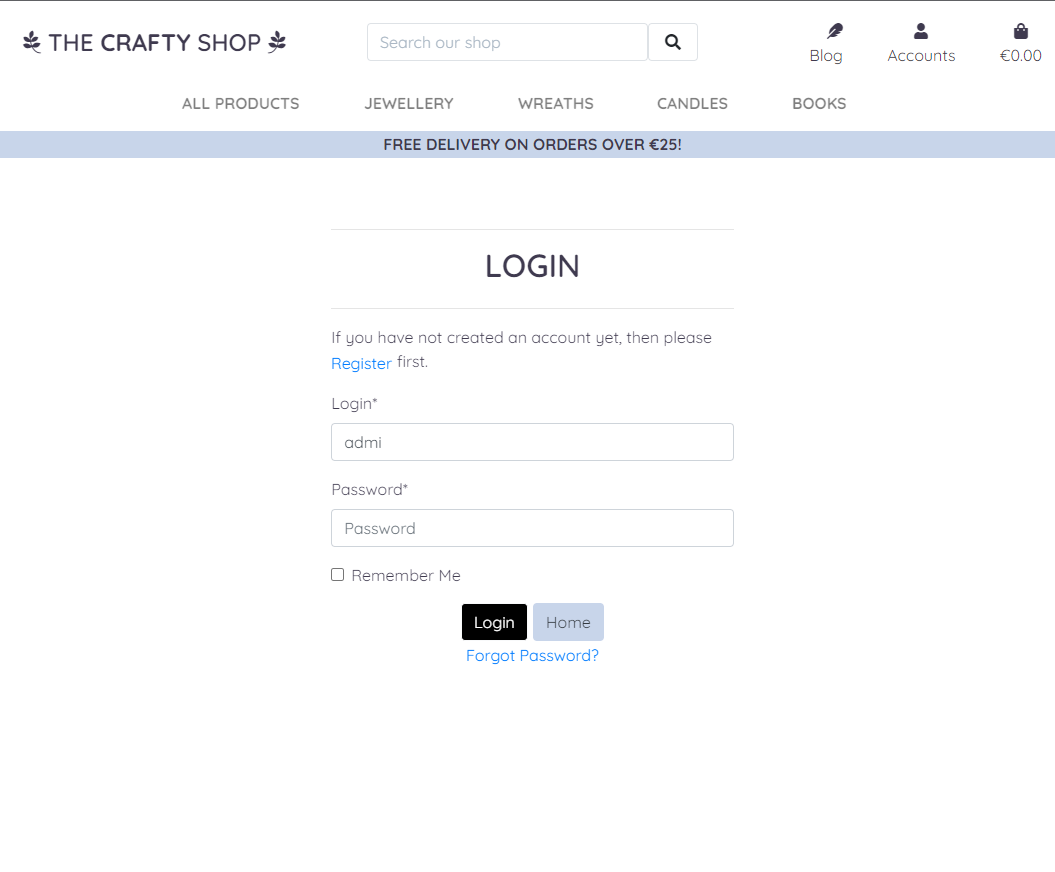 THE CRAFTY SHOP
Search our shop
Blog
Accounts
€0.00
ALL PRODUCTS
JEWELLERY
WREATHS
CANDLES
BOOKS
FREE DELIVERY ON ORDERS OVER €25!
LOGIN
If you have not created an account yet, then please
Register first.
Login*
admi
Password*
Password
Remember Me
Login
Home
Forgot Password?